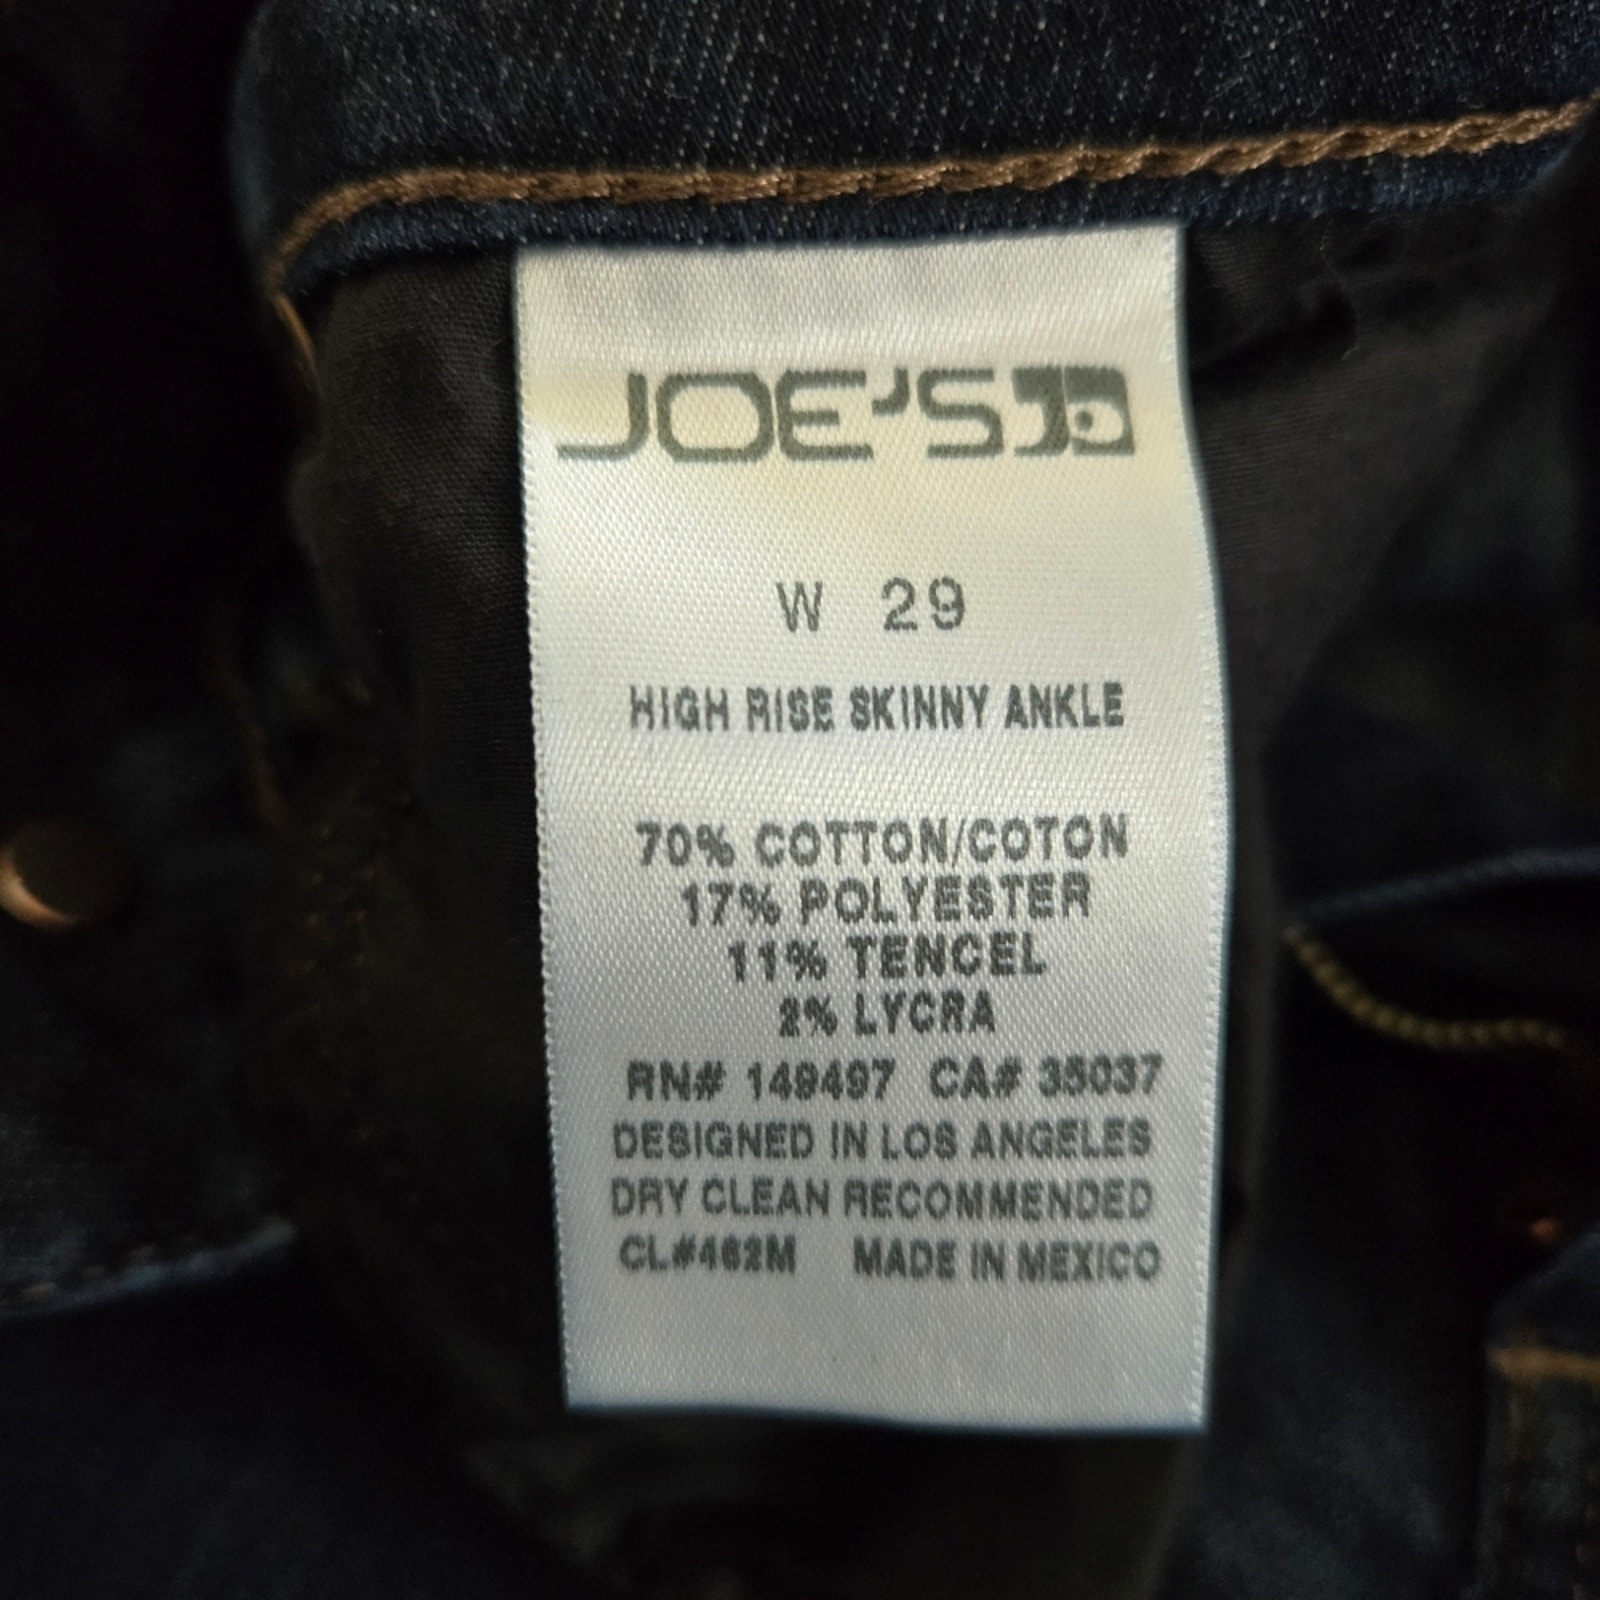 JOE'S
W 29
HIGH RISE SKINNY ANKLE
70% COTTON/COTON
17% POLYESTER
11% TENCEL
2% LYCRA
RN# 149497 CA# 35037
DESIGNED IN LOS ANGELES
DRY CLEAN RECOMMENDED
CL#462M MADE IN MEXICO